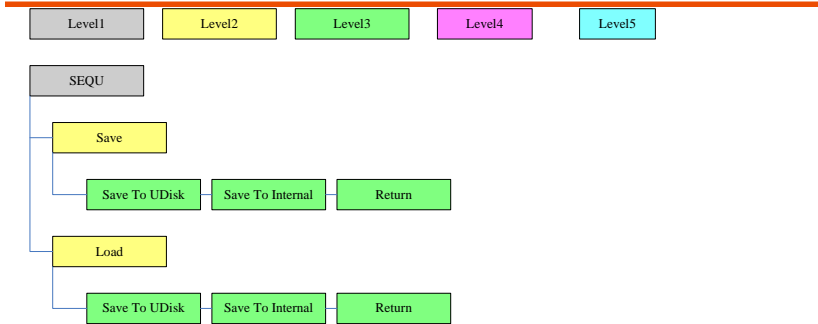 Level1 Level2 Level3 Level4 Level5
SEQU
Save
Save To UDisk Save To Internal Return
Load
Save To UDisk Save To Internal Return